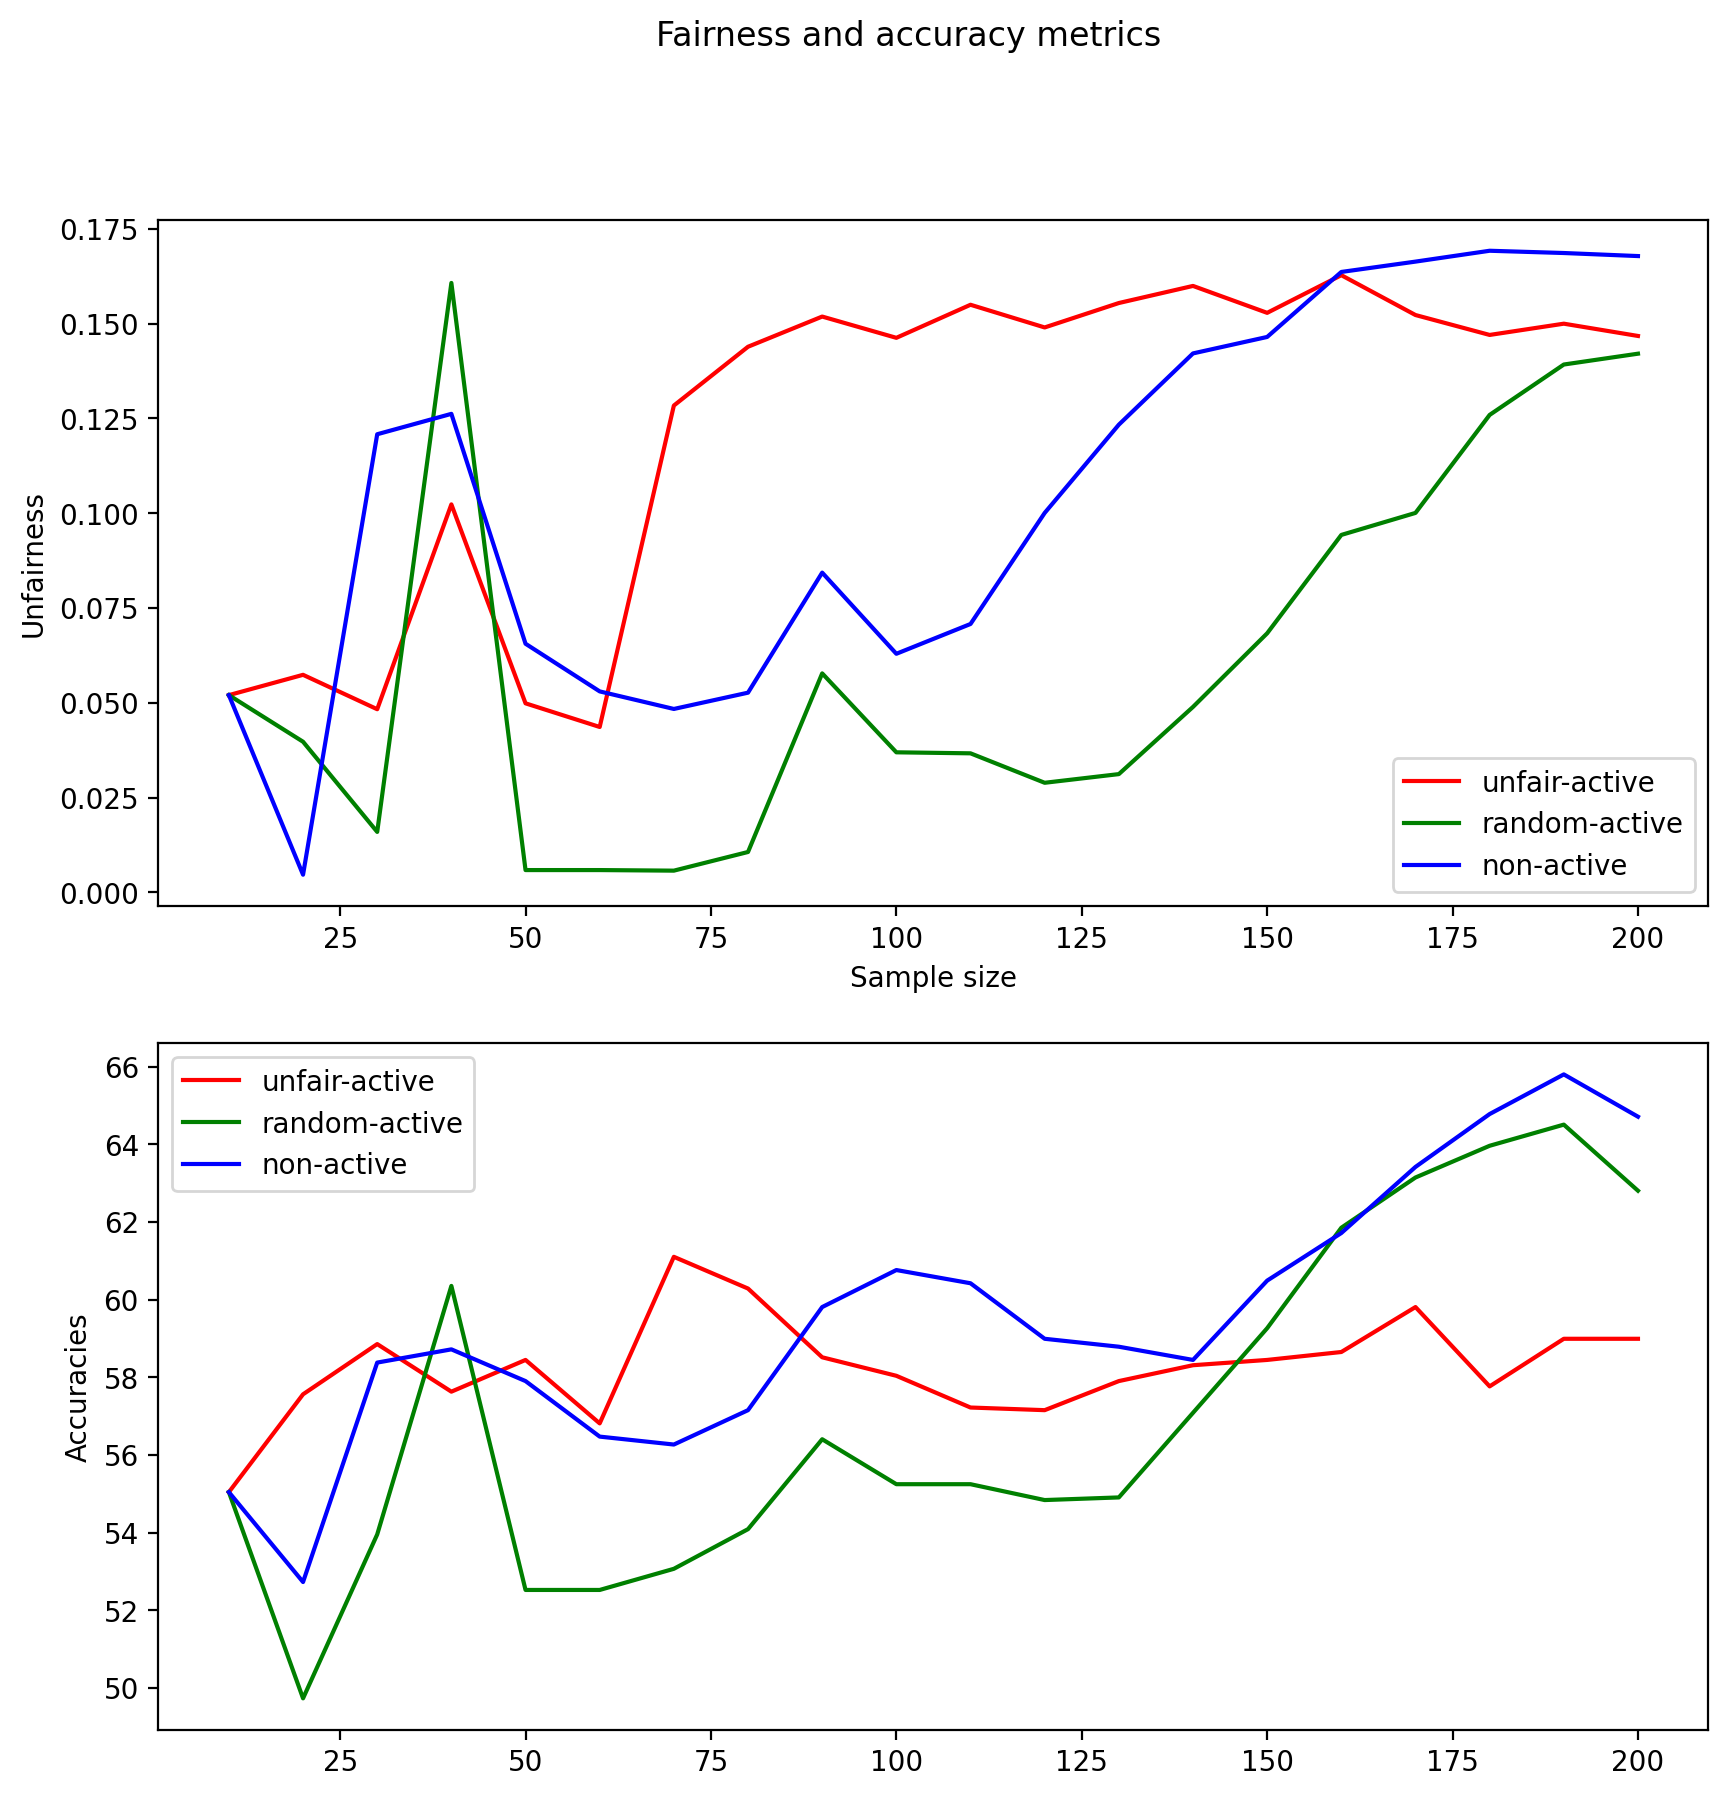 Fairness and accuracy metrics
0.175
0.150
0.125
0.100
0.075
0.050
0.025
0.000
Unfairness
unfair-active
random-active
non-active
25 50 75 100 125 150 175 200
Sample size
66
64
62
60
58
56
54
52
50
Accuracies
unfair-active
random-active
non-active
25 50 75 100 125 150 175 200